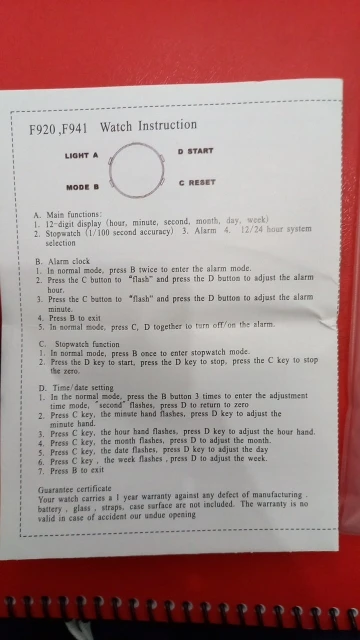 F920 ,F941 Watch Instruction
LIGHT A
D START
MODE B
C RESET
A. Main functions:
1. 12-digit display (hour, minute, second, month, day, week)
2. Stopwatch (1/100 second accuracy) 3. Alarm 4. 12/24 hour system
selection
B. Alarm clock
1. In normal mode, press B twice to enter the alarm mode.
2. Press the C button to "flash" and press the D button to adjust the alarm
hour.
3. Press the C button to "flash" and press the D button to adjust the alarm
minute.
4. Press B to exit
5. In normal mode, press C, D together to turn off/on the alarm.
C. Stopwatch function
1. In normal mode, press B once to enter stopwatch mode.
2. Press the D key to start, press the D key to stop, press the C key to stop
the zero.
D. Time/date setting
1. In the normal mode, press the B button 3 times to enter the adjustment
time mode, "second" flashes, press D to return to zero
2. Press C key, the minute hand flashes, press D key to adjust the
minute hand.
3. Press C key, the hour hand flashes, press D key to adjust the hour hand.
4. Press C key, the month flashes, press D to adjust the month.
5. Press C key, the date flashes, press D key to adjust the day
6. Press C key , the week flashes , press D to adjust the week.
7. Press B to exit
Guarantee certificate
Your watch carries a 1 year warranty against any defect of manufacturing .
battery , glass , straps, case surface are not included. The warranty is no
valid in case of accident our undue opening